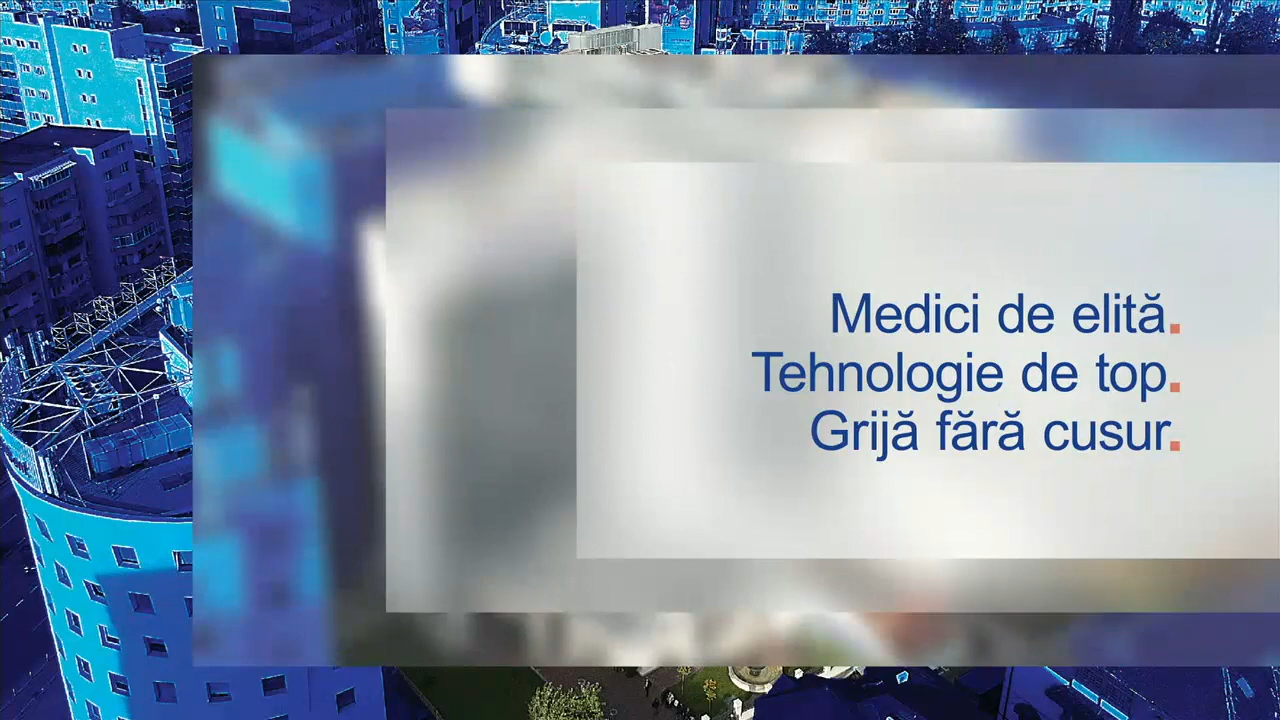 Medici de elită.
Tehnologie de top.
Grijă fără cusur.